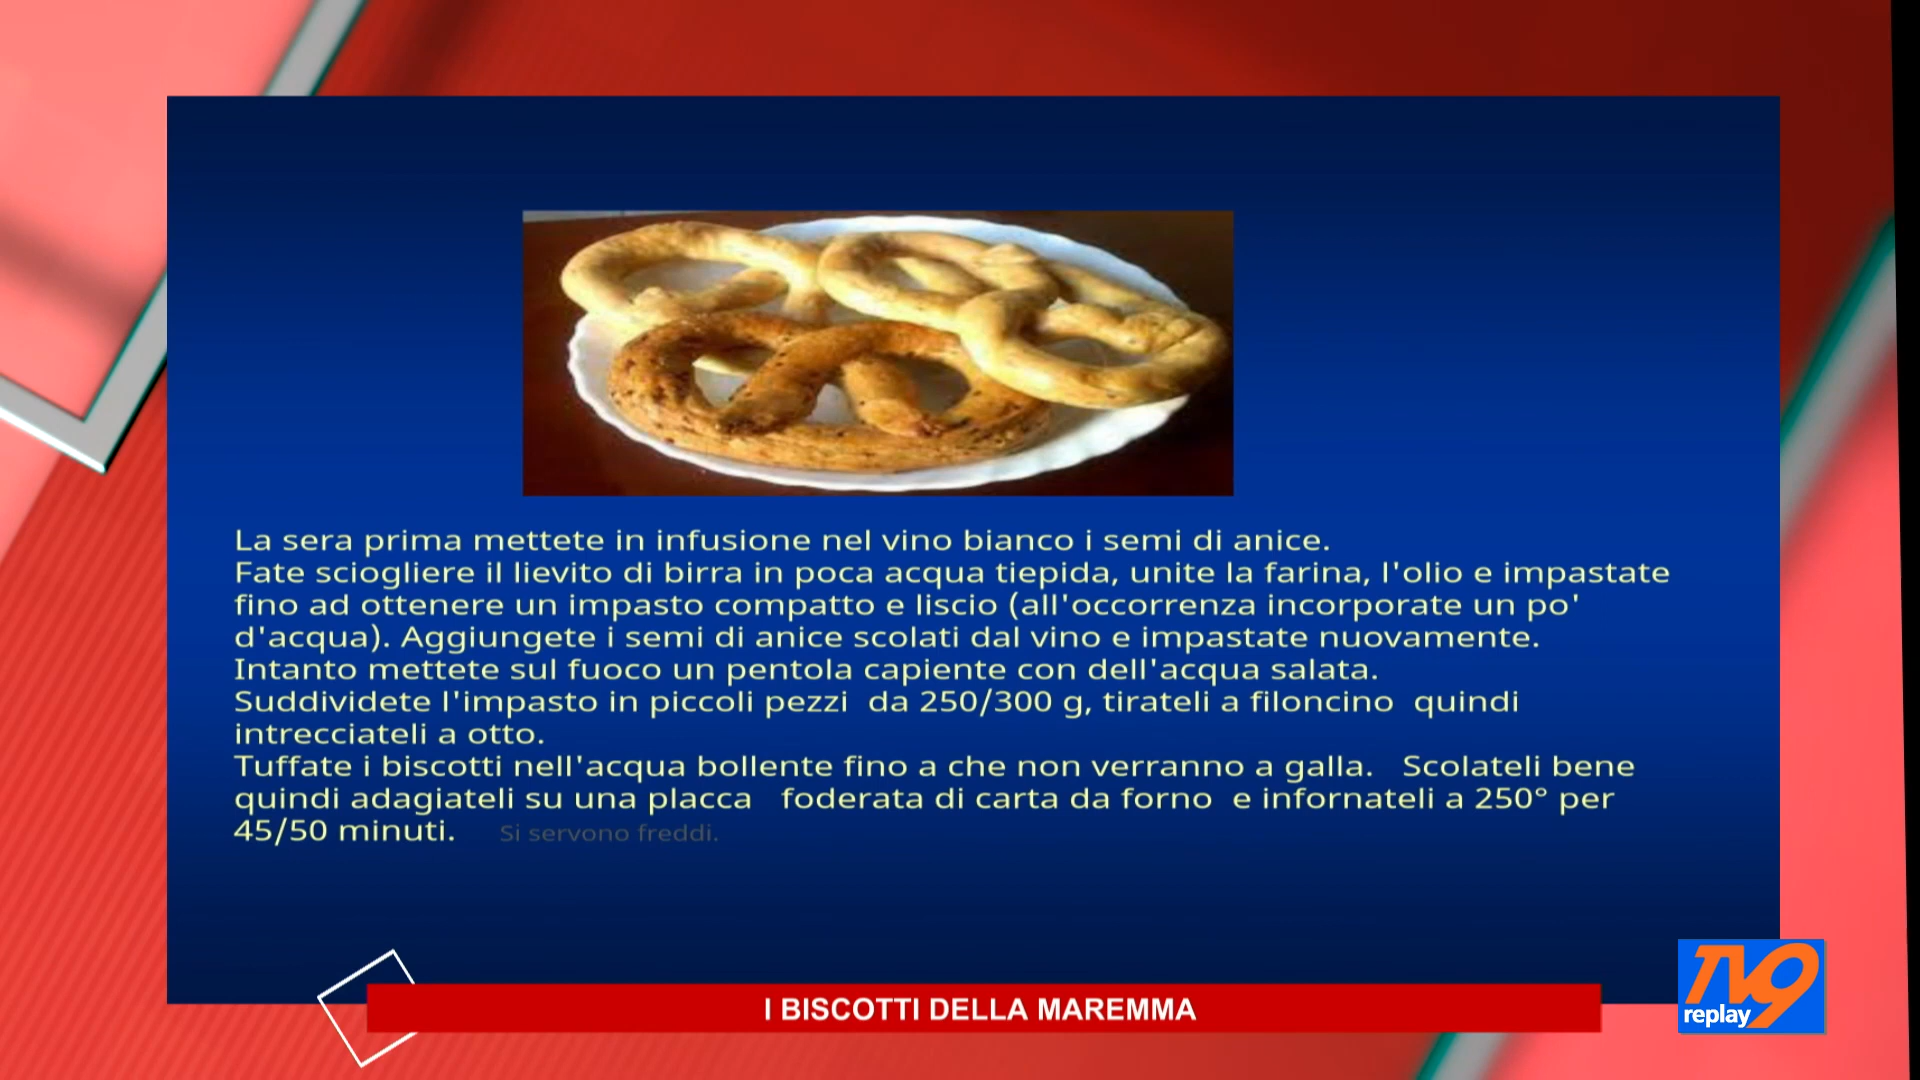 La sera prima mettete in infusione nel vino bianco i semi di anice.
Fate sciogliere il lievito di birra in poca acqua tiepida, unite la farina, l'olio e impastate
fino ad ottenere un impasto compatto e liscio (all'occorrenza incorporate un po'
d'acqua). Aggiungete i semi di anice scolati dal vino e impastate nuovamente.
Intanto mettete sul fuoco un pentola capiente con dell'acqua salata.
Suddividete l'impasto in piccoli pezzi da 250/300 g, tirateli a filoncino quindi
intrecciateli a otto.
Tuffate i biscotti nell'acqua bollente fino a che non verranno a galla. Scolateli bene
quindi adagiateli su una placca foderata di carta da forno e infornateli a 250° per
45/50 minuti. Si servono freddi.
I BISCOTTI DELLA MAREMMA
TV9
replay